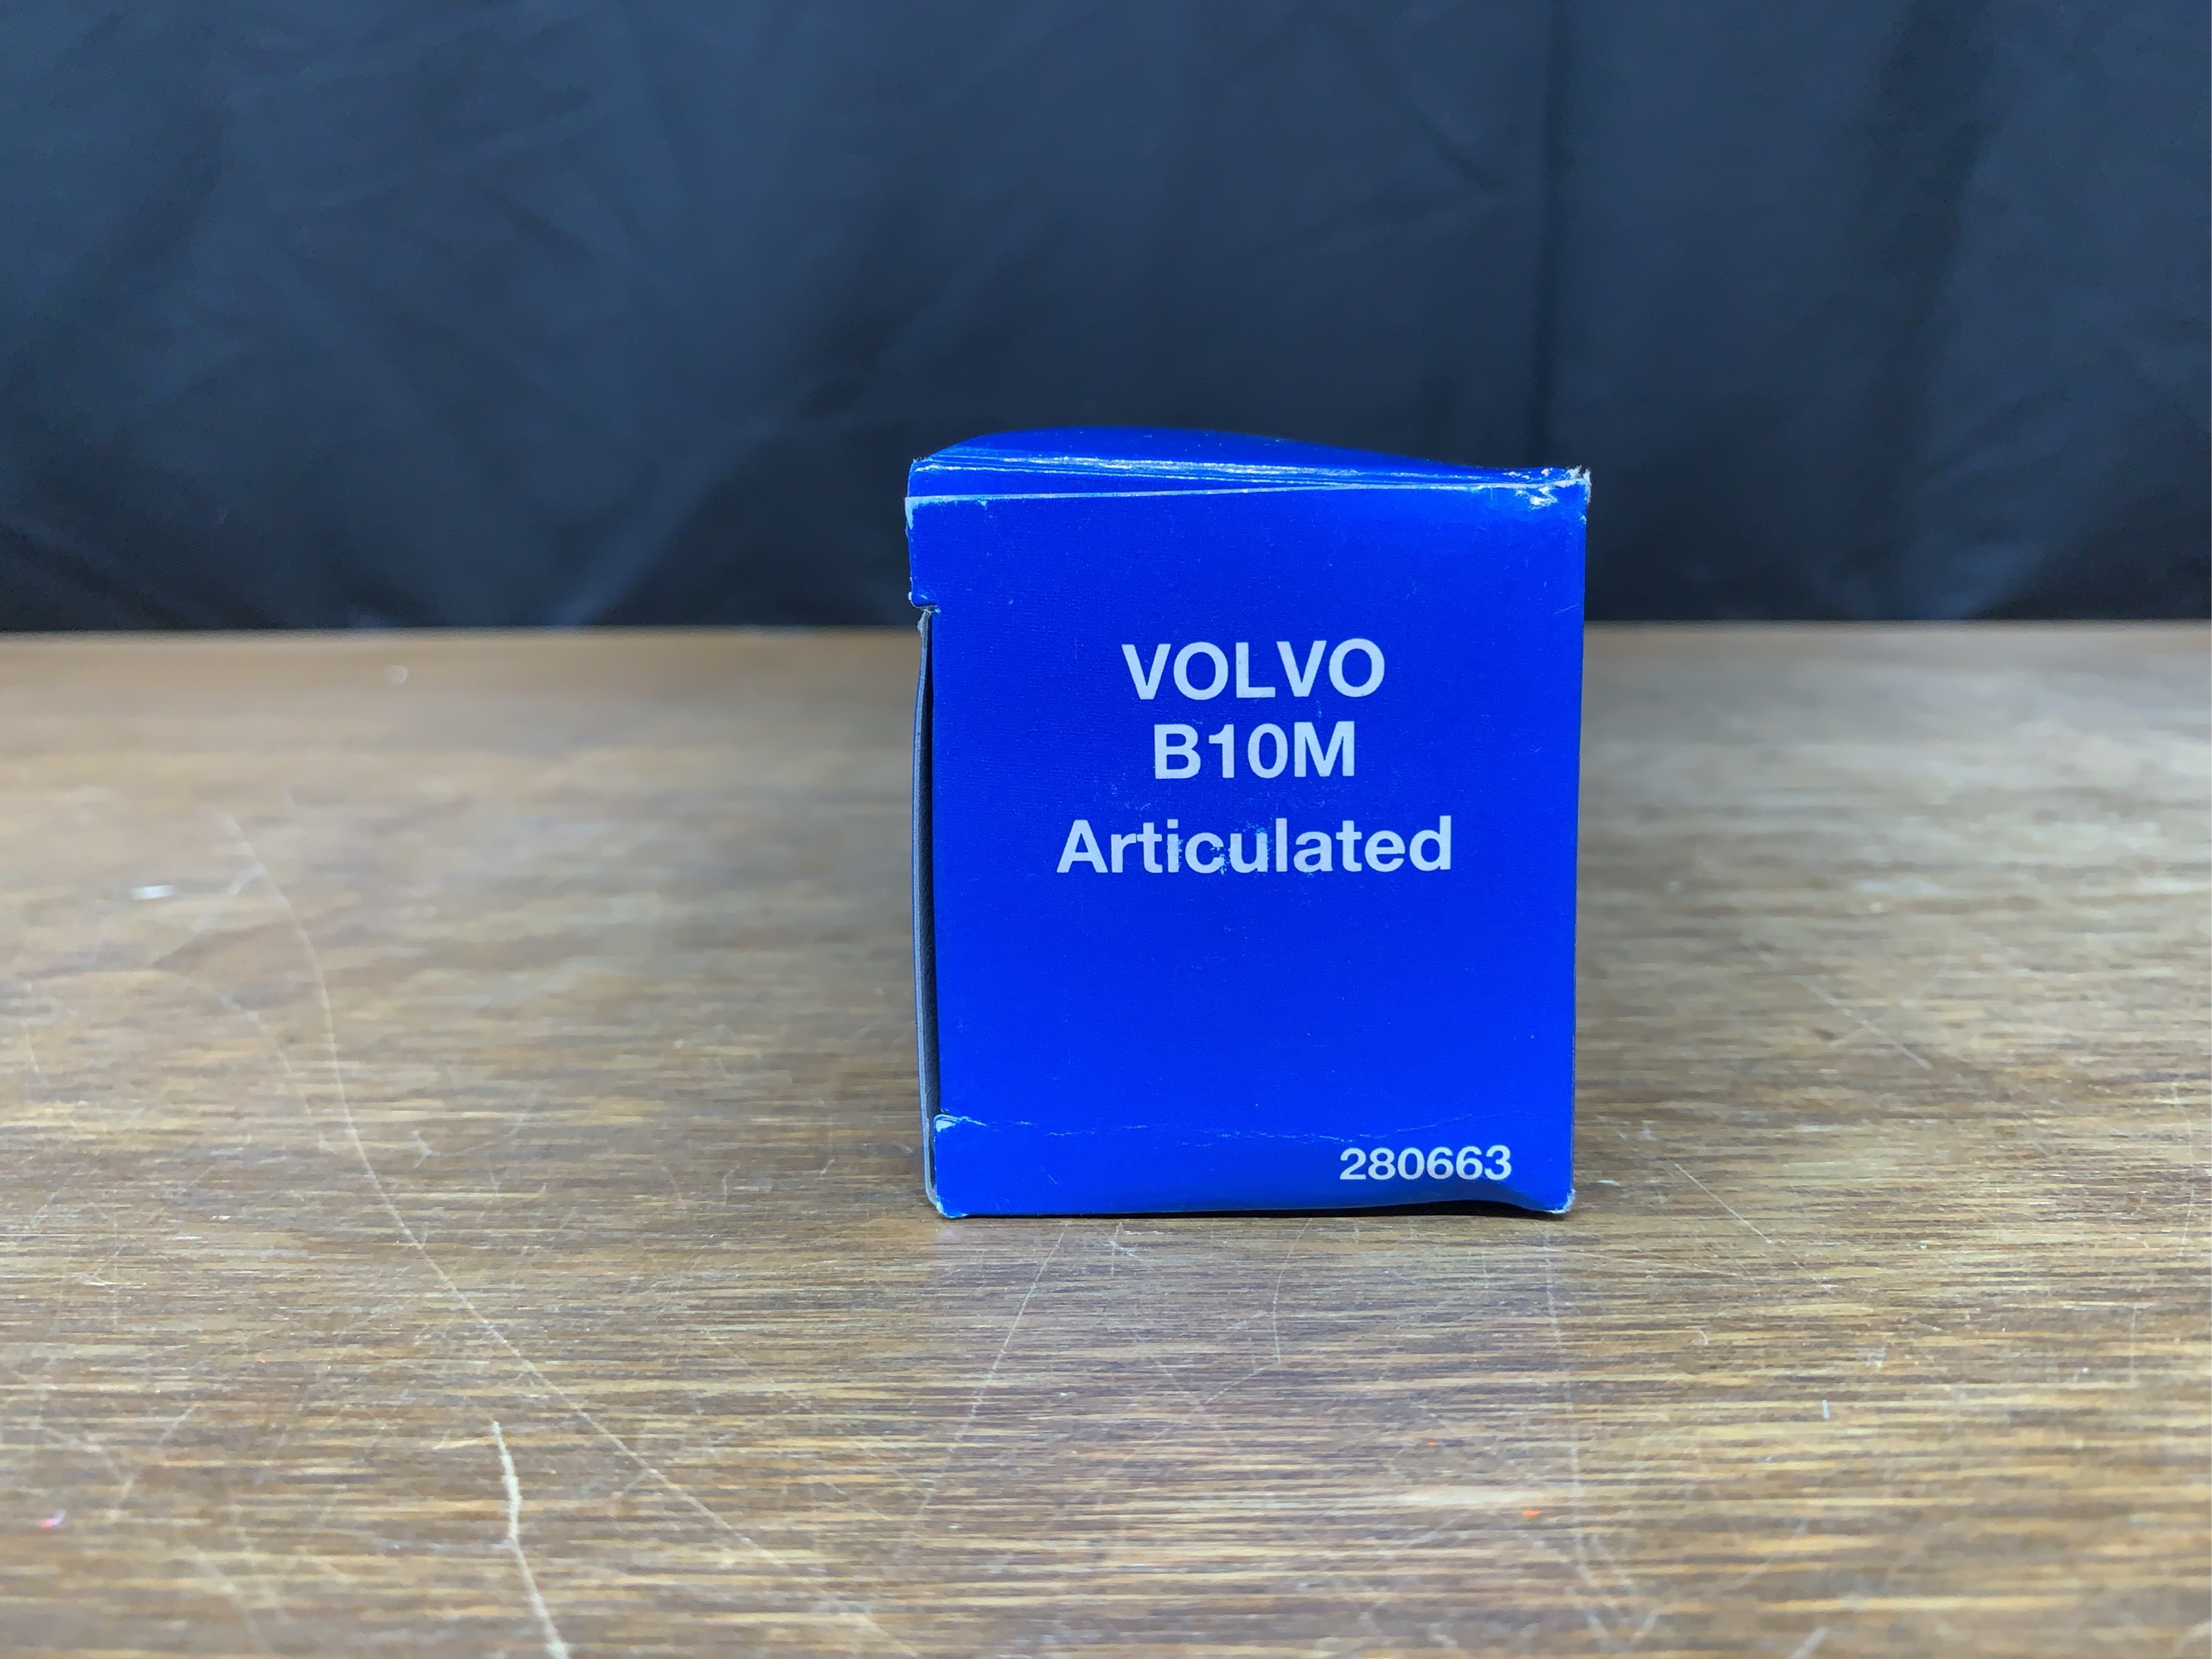 VOLVO
B10M
Articulated
280663